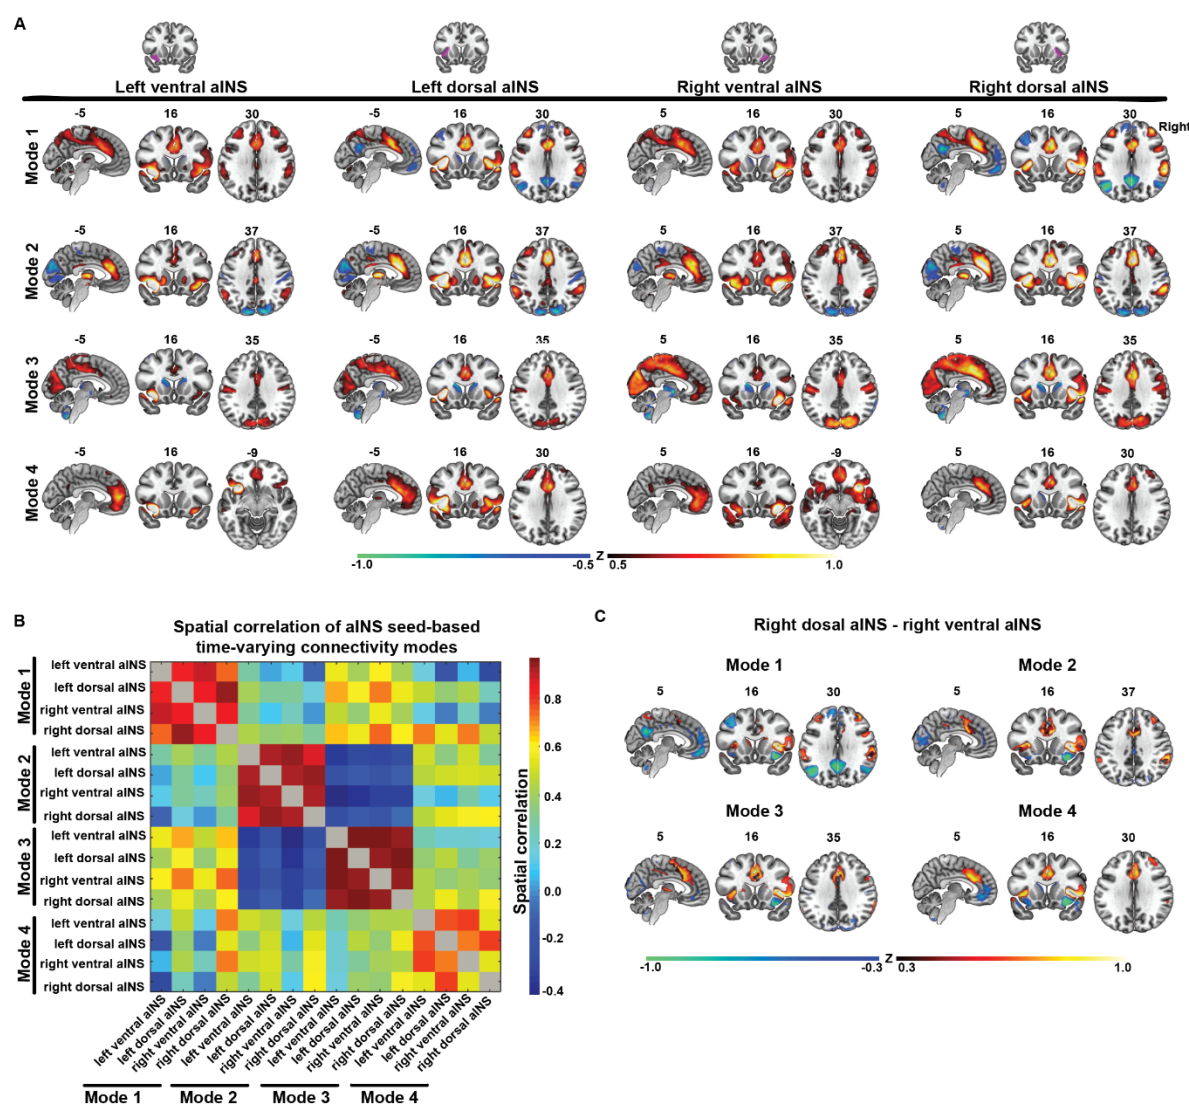 A
Left ventral aINS Left dorsal aINS Right ventral aINS Right dorsal aINS
Mode 1
-5 16 30 -5 16 30 5 16 30 5 16 30
Right
Mode 2
-5 16 37 -5 16 37 5 16 37 5 16 37
Mode 3
-5 16 35 -5 16 35 5 16 35 5 16 35
Mode 4
-5 16 -9 -5 16 30 5 16 -9 5 16 30
-1.0 -0.5 Z 0.5 1.0
B
Spatial correlation of aINS seed-based
time-varying connectivity modes
Mode 1
left ventral aINS
left dorsal aINS
right ventral aINS
right dorsal aINS
Mode 2
left ventral aINS
left dorsal aINS
right ventral aINS
right dorsal aINS
Mode 3
left ventral aINS
left dorsal aINS
right ventral aINS
right dorsal aINS
Mode 4
left ventral aINS
left dorsal aINS
right ventral aINS
right dorsal aINS
left ventral aINS
left dorsal aINS
right ventral aINS
right dorsal aINS
left ventral aINS
left dorsal aINS
right ventral aINS
right dorsal aINS
left ventral aINS
left dorsal aINS
right ventral aINS
right dorsal aINS
left ventral aINS
left dorsal aINS
right ventral aINS
right dorsal aINS
Mode 1 Mode 2 Mode 3 Mode 4
0.8
0.6
0.4
0.2
0.0
-0.2
-0.4
Spatial correlation
C
Right dosal aINS - right ventral aINS
Mode 1 Mode 2
5 16 30 5 16 37
Mode 3 Mode 4
5 16 35 5 16 30
-1.0 -0.3 Z 0.3 1.0